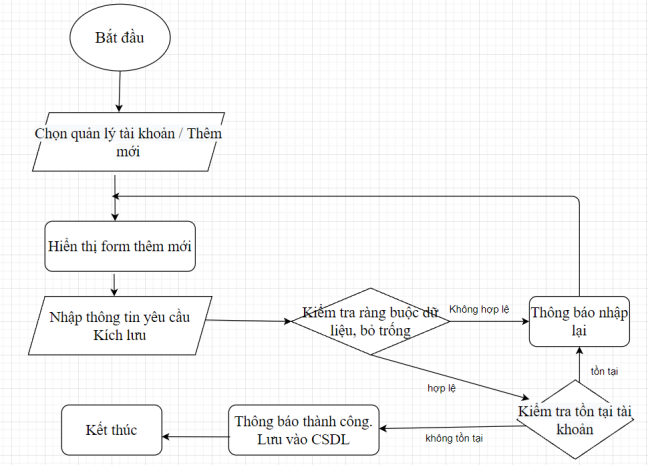 Bắt đầu
Chọn quản lý tài khoản / Thêm
mới
Hiển thị form thêm mới
Nhập thông tin yêu cầu
Kích lưu
Kiểm tra ràng buộc dữ
liệu, bỏ trống
Không hợp lệ
Thông báo nhập
lại
hợp lệ
tồn tại
Kiểm tra tồn tại tài
khoản
không tồn tại
Thông báo thành công.
Lưu vào CSDL
Kết thúc